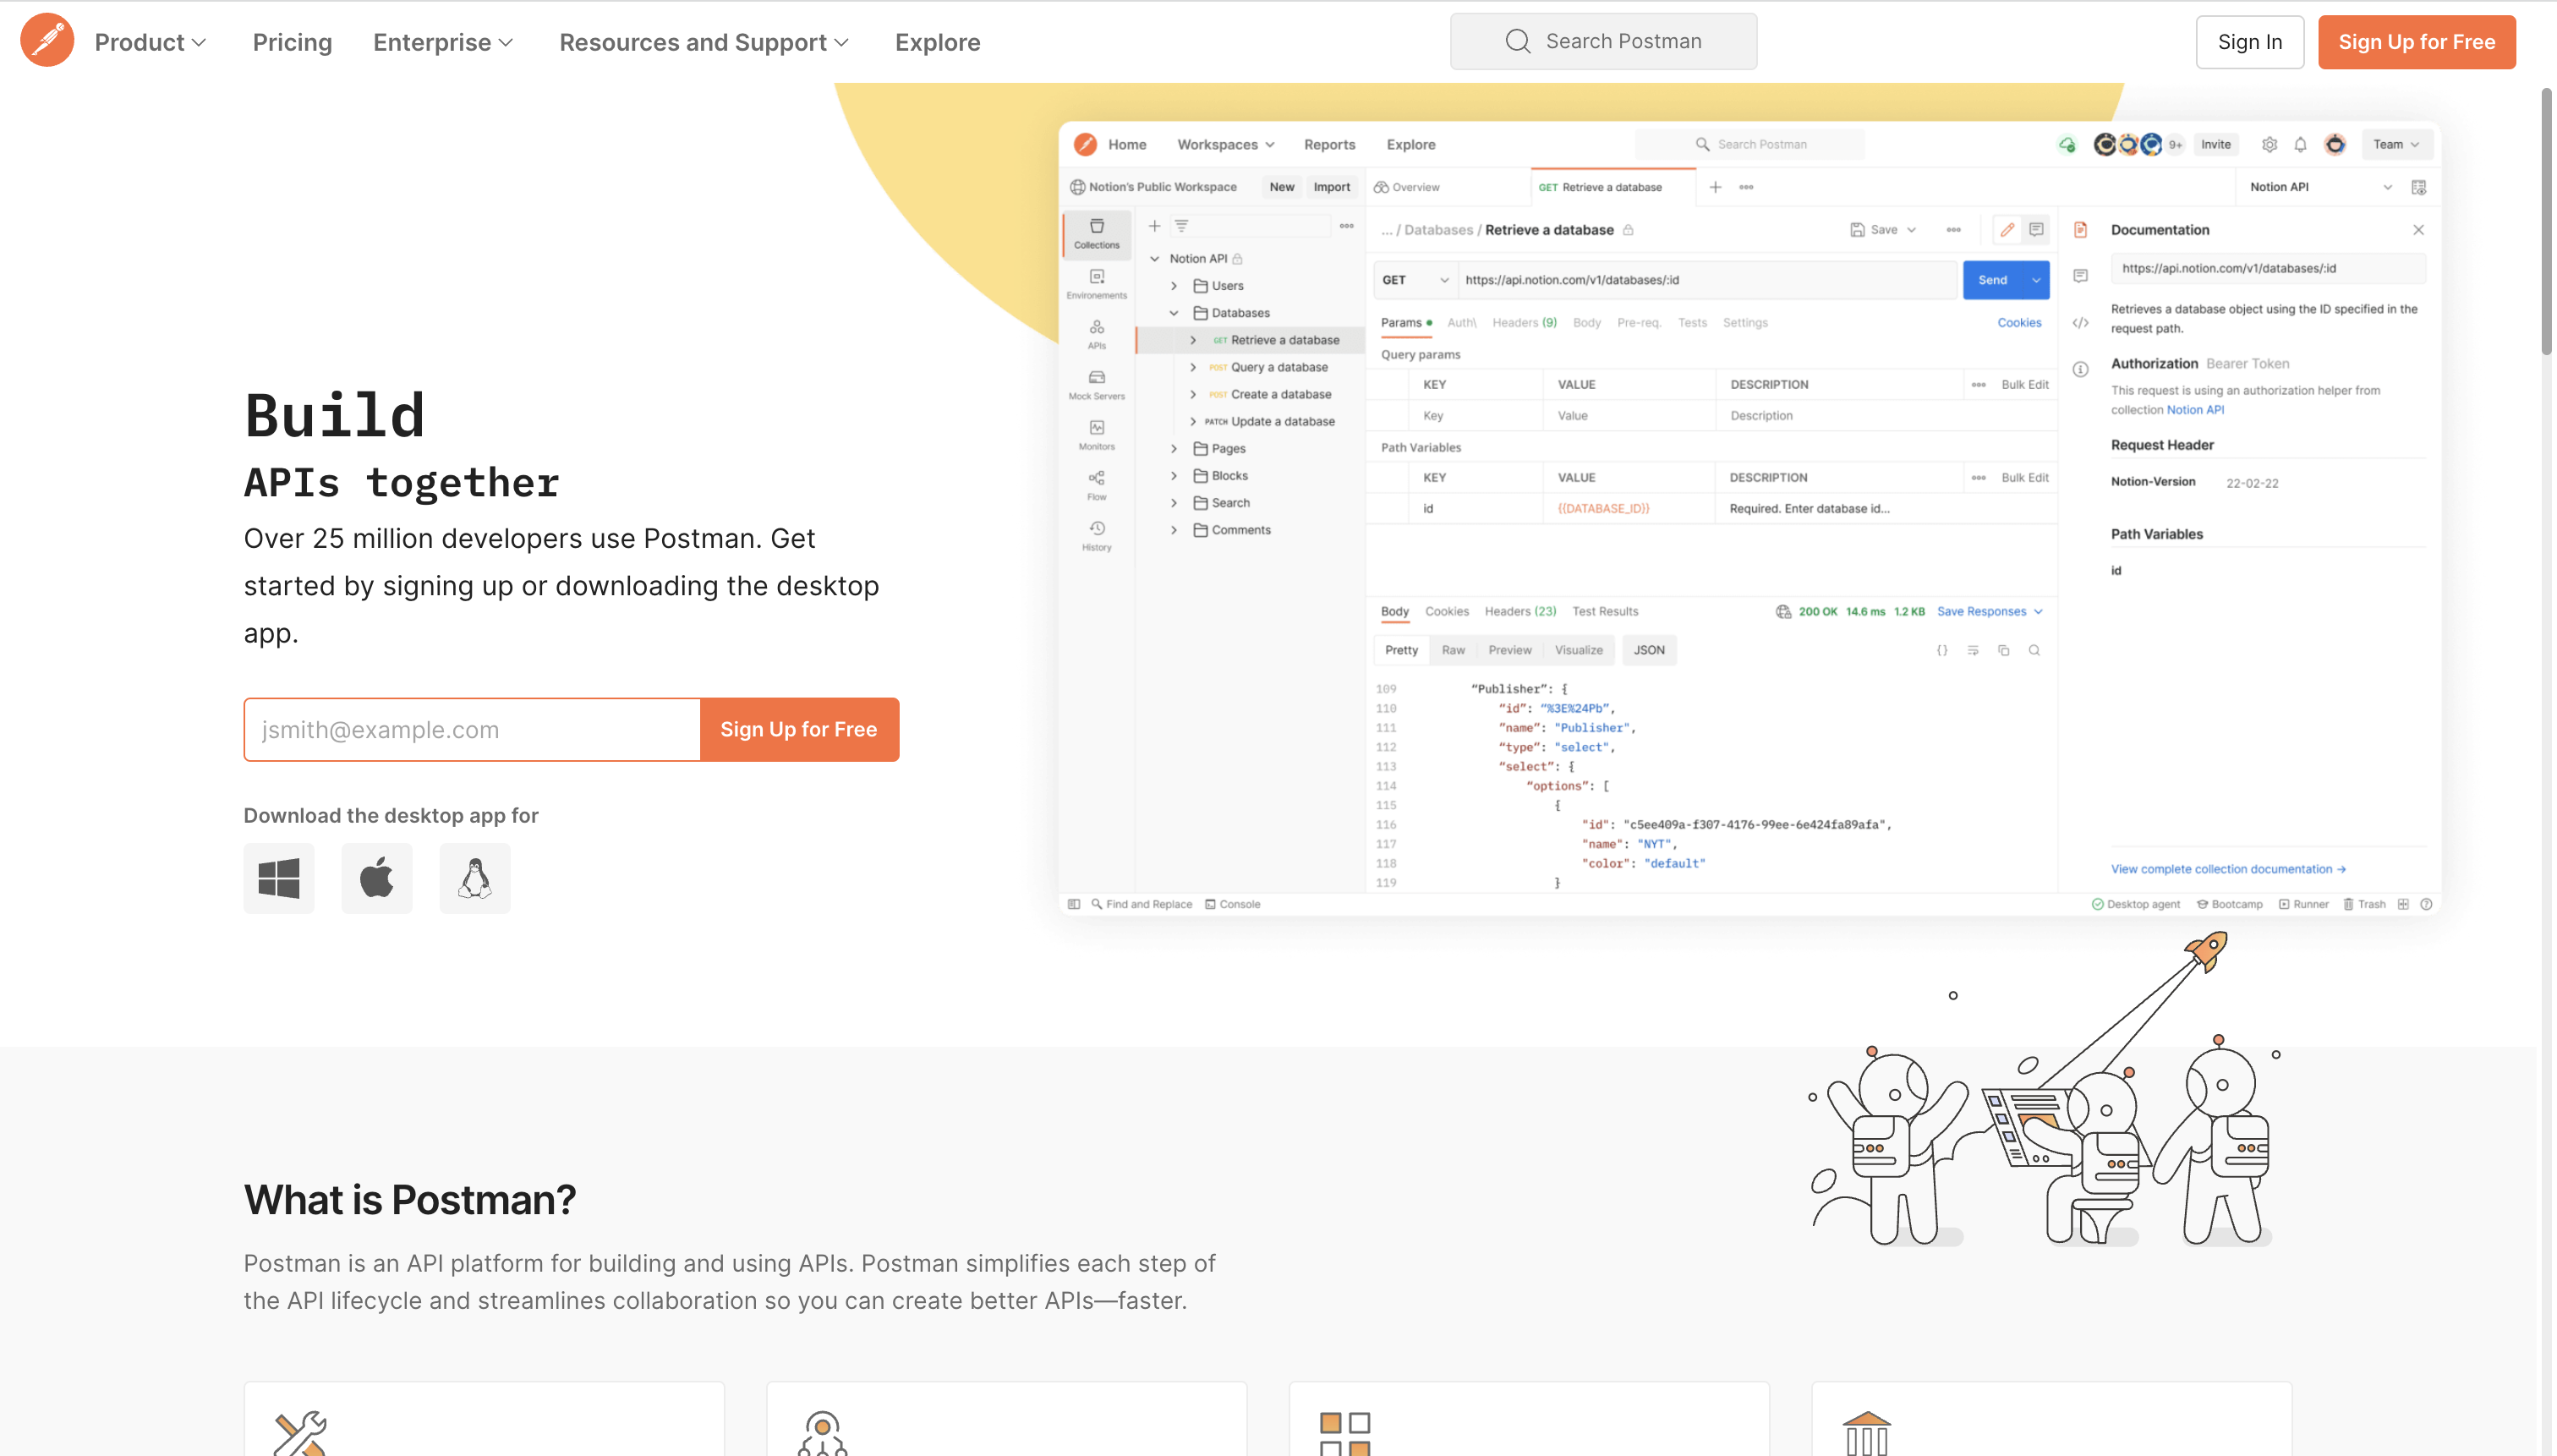 Product
Pricing
Enterprise
Resources and Support
Explore
Search Postman
Sign In
Sign Up for Free
Build
APIs together
Over 25 million developers use Postman. Get
started by signing up or downloading the desktop
app.
jsmith@example.com
Sign Up for Free
Download the desktop app for
Home
Workspaces
Reports
Explore
Search Postman
9+
Invite
Team
Notion's Public Workspace
New
Import
Overview
GET Retrieve a database
Notion API
Collections
Environements
APIs
Mock Servers
Monitors
Flow
History
Notion API
Users
Databases
GET Retrieve a database
POST Query a database
POST Create a database
PATCH Update a database
Pages
Blocks
Search
Comments
... / Databases / Retrieve a database
Save
GET
https://api.notion.com/v1/databases/:id
Send
Params
Auth\
Headers (9)
Body
Pre-req.
Tests
Settings
Cookies
Query params
KEY VALUE DESCRIPTION Bulk Edit
Key Value Description
Path Variables
KEY VALUE DESCRIPTION Bulk Edit
id {{DATABASE_ID}} Required. Enter database id...
Body
Cookies
Headers (23)
Test Results
200 OK 14.6 ms 1.2 KB Save Responses
Pretty
Raw
Preview
Visualize
JSON
109 “Publisher”: {
110 “id”: “%3E%24Pb”,
111 “name”: "Publisher",
112 “type”: "select",
113 “select”: {
114 “options”: [
115 {
116 "id": "c5ee409a-f307-4176-99ee-6e424fa89afa",
117 "name": "NYT",
118 "color": "default"
119 }
Documentation
https://api.notion.com/v1/databases/:id
Retrieves a database object using the ID specified in the
request path.
Authorization Bearer Token
This request is using an authorization helper from
collection Notion API
Request Header
Notion-Version 22-02-22
Path Variables
id
View complete collection documentation →
Find and Replace
Console
Desktop agent
Bootcamp
Runner
Trash
What is Postman?
Postman is an API platform for building and using APIs. Postman simplifies each step of
the API lifecycle and streamlines collaboration so you can create better APIs—faster.